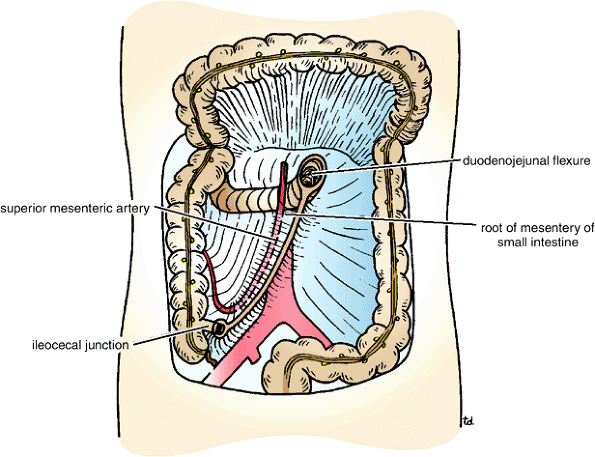 duodenojejunal flexure
superior mesenteric artery
root of mesentery of
small intestine
ileocecal junction
td